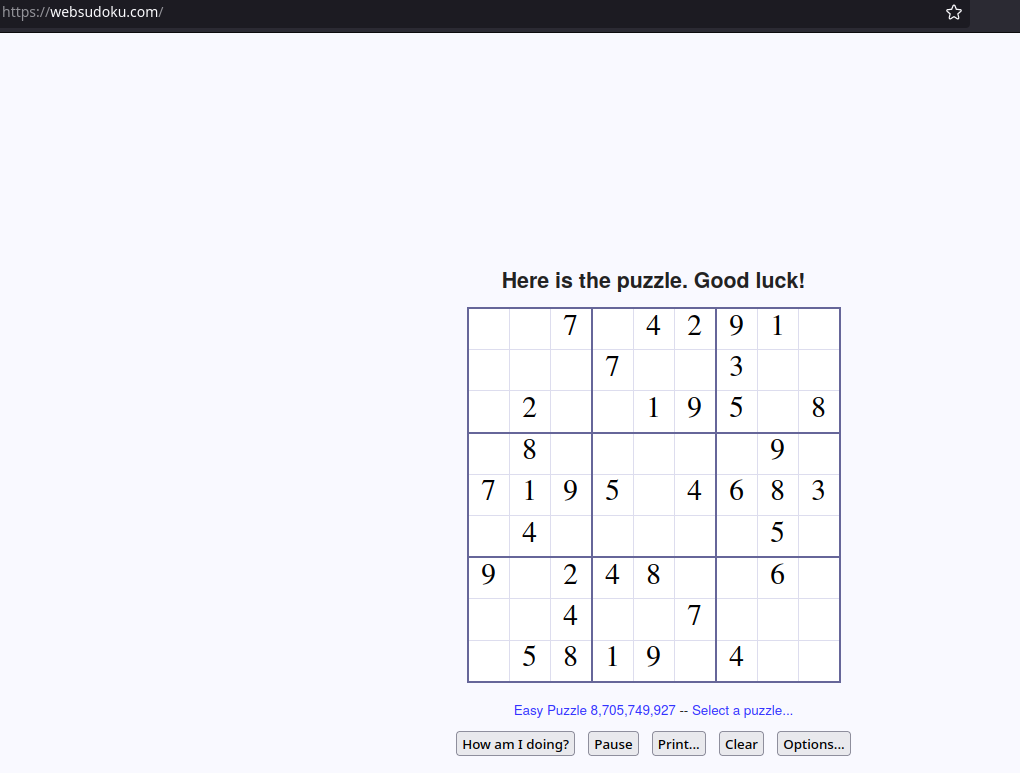 https://websudoku.com/
Here is the puzzle. Good luck!
7 4 2 9 1
7 3
2 1 9 5 8
8 9
7 1 9 5 4 6 8 3
4 5
9 2 4 8 6
4 7
5 8 1 9 4
Easy Puzzle 8,705,749,927 -- Select a puzzle...
How am I doing? Pause Print... Clear Options...